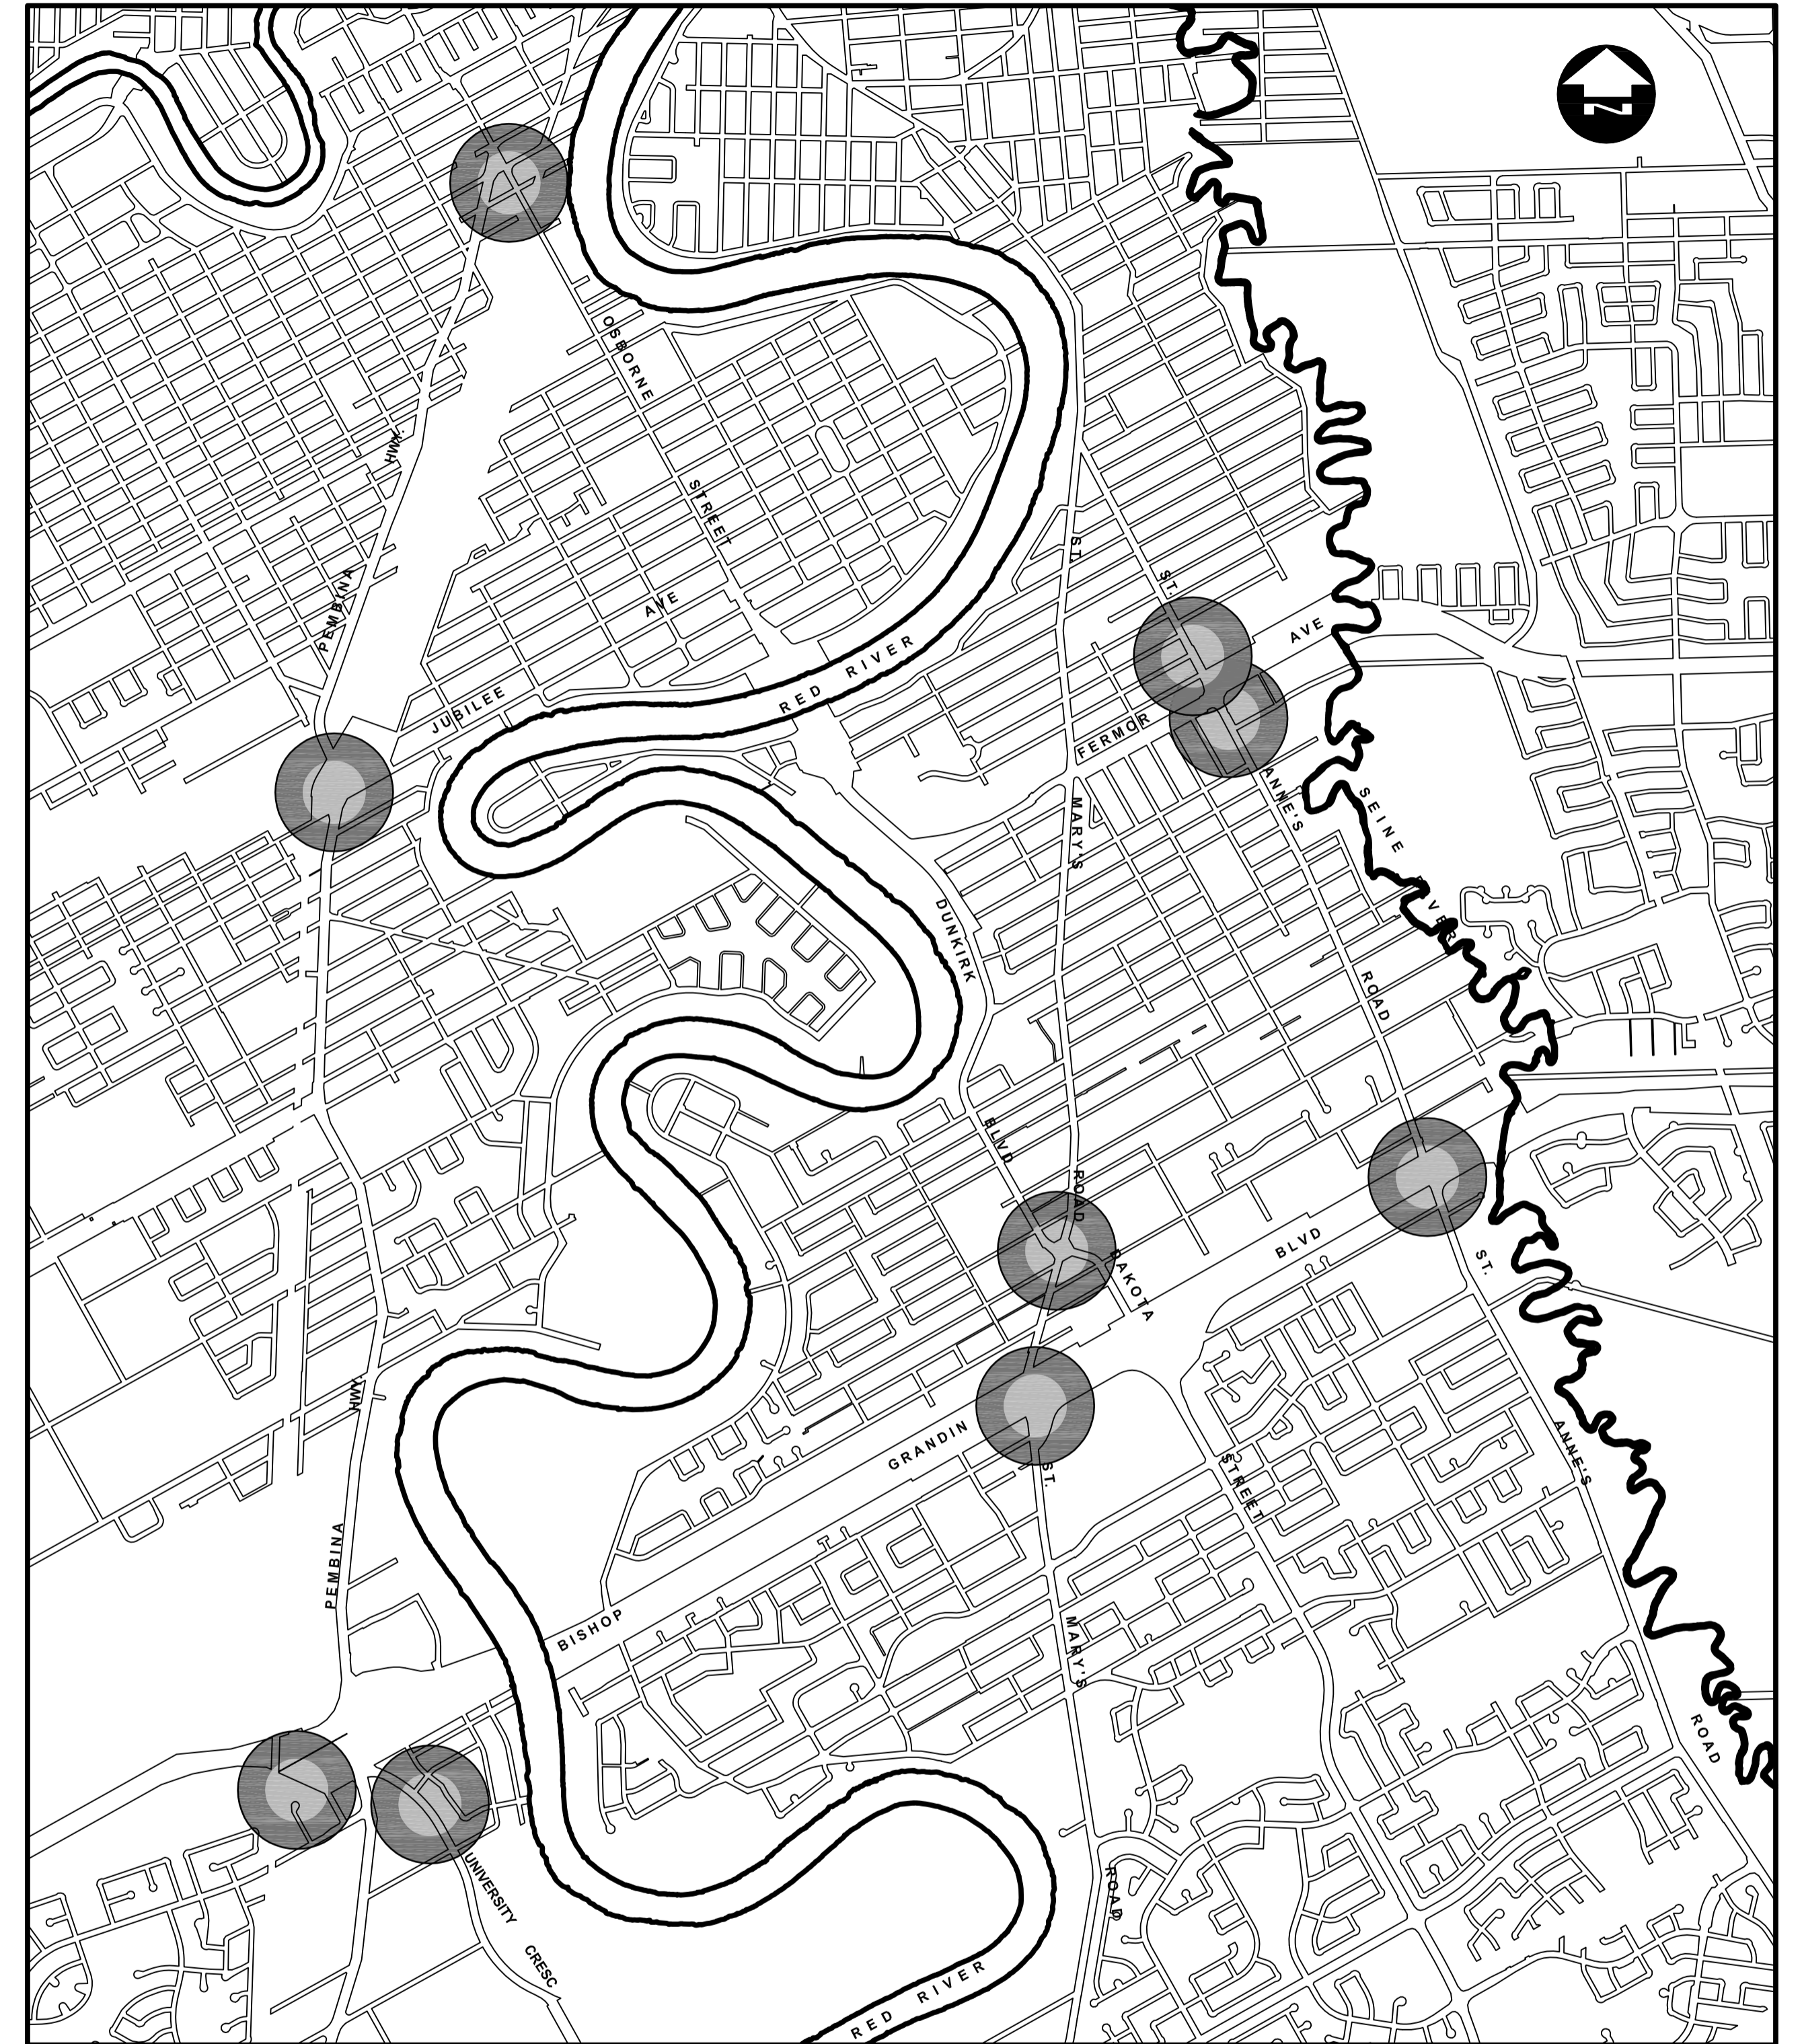 OSBORNE
STREET
HWY.
PEMBINA
AVE
JUBILEE
RED RIVER
ST.
ST.
AVE
FERMOR
MARY'S
ANNE'S
SEINE
RIVER
DUNKIRK
ROAD
BLVD
ROAD
DAKOTA
BLVD
ST.
HWY.
GRANDIN
ST.
STREET
ANNE'S
PEMBINA
BISHOP
MARY'S
ROAD
UNIVERSITY
CRESC
ROAD
RED RIVER